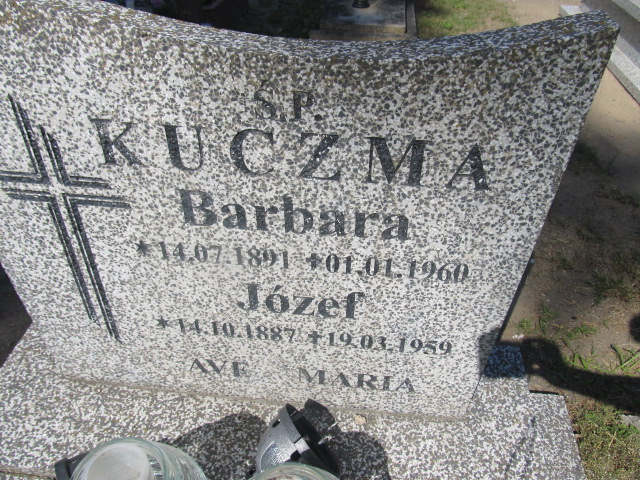 Ś.P.
KUCZMA
Barbara
*14.07.1891 +01.01.1960
Józef
*14.10.1887 +19.03.1959
AVE MARIA